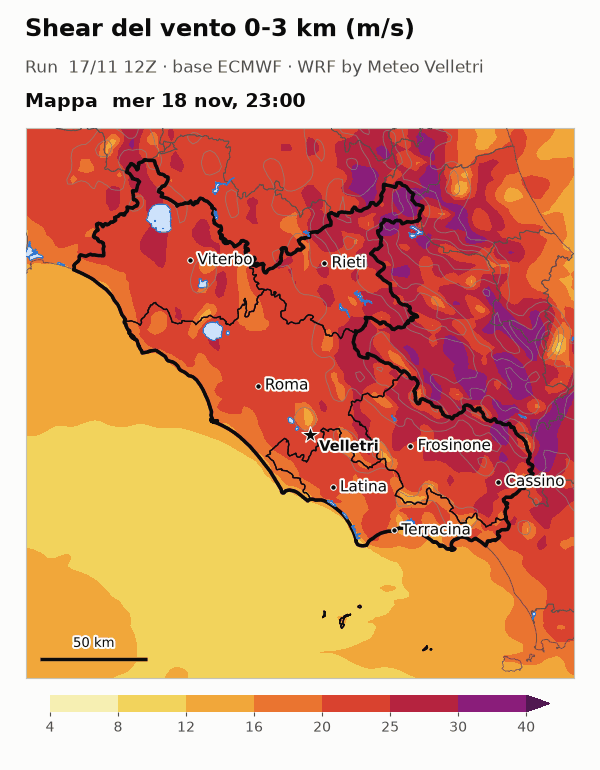 Shear del vento 0-3 km (m/s)
Run  17/11 12Z · base ECMWF · WRF by Meteo Velletri
Mappa  mer 18 nov, 23:00
Viterbo
Rieti
Roma
Velletri
Frosinone
Latina
Cassino
Terracina
50 km
4 8 12 16 20 25 30 40